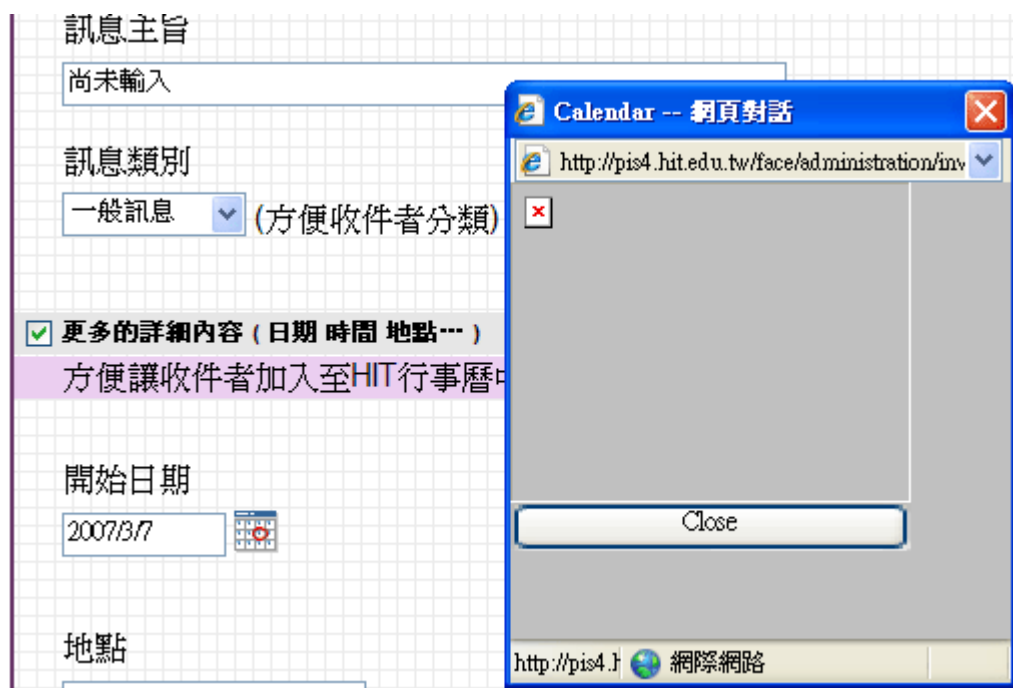 訊息主旨
尚未輸入
訊息類別
一般訊息
(方便收件者分類)
更多的詳細內容 ( 日期 時間 地點… )
方便讓收件者加入至HIT行事曆中
開始日期
2007/3/7
地點
Calendar -- 網頁對話
http://pis4.hit.edu.tw/face/administration/inv
Close
http://pis4.h
網際網路